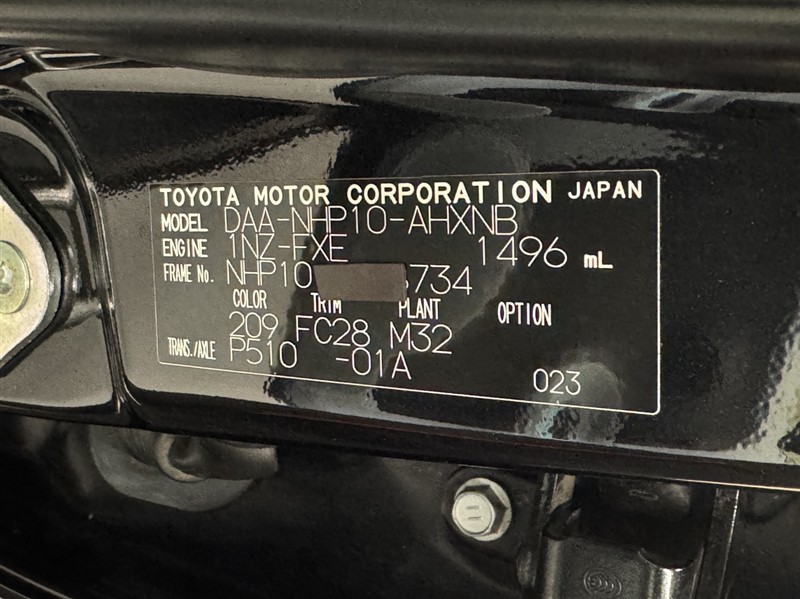 TOYOTA MOTOR CORPORATION JAPAN
MODEL DAA-NHP10-AHXNB
ENGINE 1NZ-FXE 1496 mL
FRAME No. NHP10 734
COLOR TRIM PLANT OPTION
209 FC28 M32
TRANS./AXLE P510 -01A 023